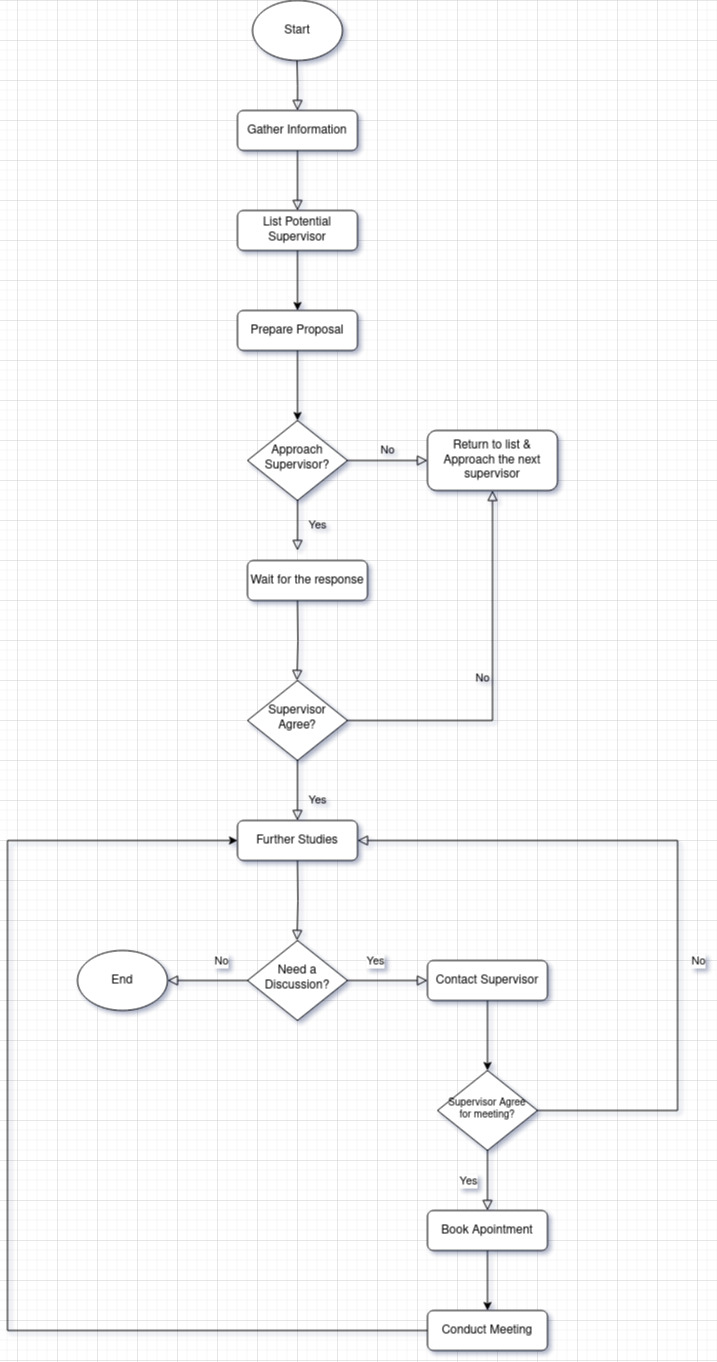 Start
Gather Information
List Potential
Supervisor
Prepare Proposal
Approach
Supervisor?
No
Return to list &
Approach the next
supervisor
Yes
Wait for the response
No
Supervisor
Agree?
Yes
Further Studies
No
Yes
No
End
Need a
Discussion?
Contact Supervisor
Supervisor Agree
for meeting?
Yes
Book Apointment
Conduct Meeting